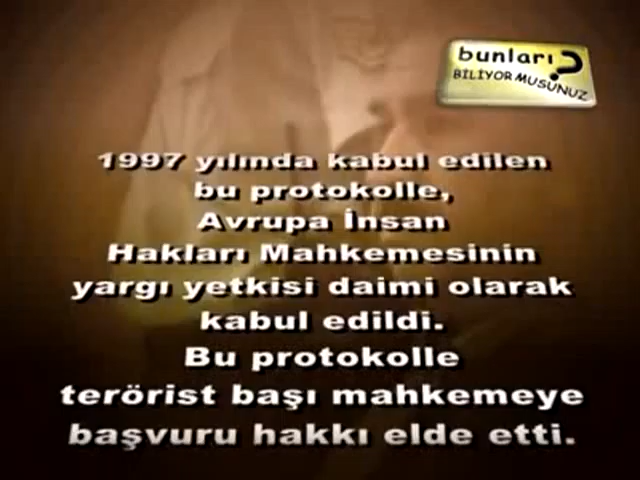 bunları?
BİLİYOR MUSUNUZ
1997 yılında kabul edilen
bu protokolle,
Avrupa İnsan
Hakları Mahkemesinin
yargı yetkisi daimi olarak
kabul edildi.
Bu protokolle
terörist başı mahkemeye
başvuru hakkı elde etti.